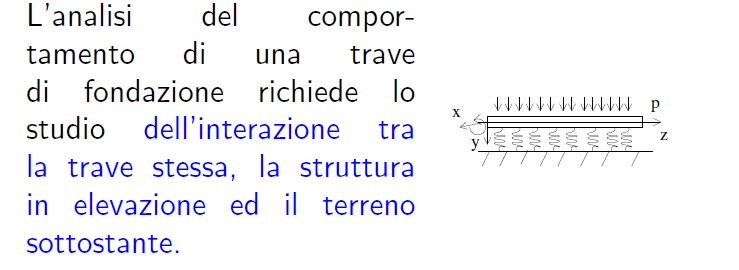 L'analisi del compor-
tamento di una trave
di fondazione richiede lo
studio dell'interazione tra
la trave stessa, la struttura
in elevazione ed il terreno
sottostante.
p
x
z
y